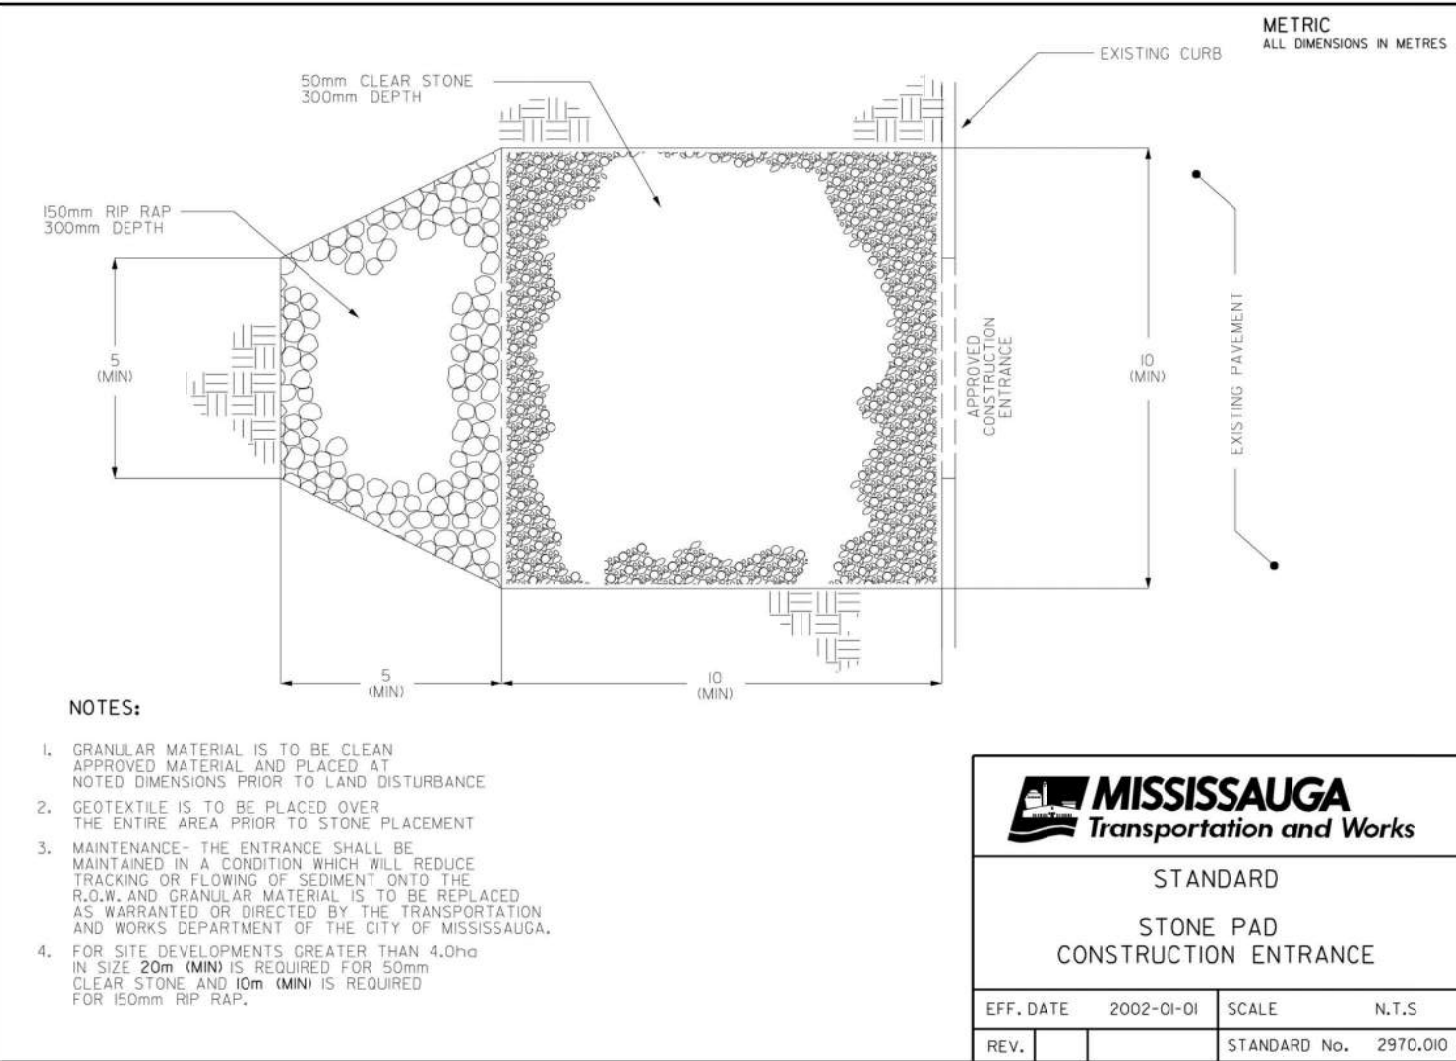 METRIC
ALL DIMENSIONS IN METRES
EXISTING CURB
50mm CLEAR STONE
300mm DEPTH
150mm RIP RAP
300mm DEPTH
5
(MIN)
APPROVED
CONSTRUCTION
ENTRANCE
10
(MIN)
EXISTING PAVEMENT
5
(MIN)
10
(MIN)
NOTES:
1. GRANULAR MATERIAL IS TO BE CLEAN
APPROVED MATERIAL AND PLACED AT
NOTED DIMENSIONS PRIOR TO LAND DISTURBANCE
2. GEOTEXTILE IS TO BE PLACED OVER
THE ENTIRE AREA PRIOR TO STONE PLACEMENT
3. MAINTENANCE- THE ENTRANCE SHALL BE
MAINTAINED IN A CONDITION WHICH WILL REDUCE
TRACKING OR FLOWING OF SEDIMENT ONTO THE
R.O.W. AND GRANULAR MATERIAL IS TO BE REPLACED
AS WARRANTED OR DIRECTED BY THE TRANSPORTATION
AND WORKS DEPARTMENT OF THE CITY OF MISSISSAUGA.
4. FOR SITE DEVELOPMENTS GREATER THAN 4.0ha
IN SIZE 20m (MIN) IS REQUIRED FOR 50mm
CLEAR STONE AND 10m (MIN) IS REQUIRED
FOR 150mm RIP RAP.
MISSISSAUGA
Transportation and Works
STANDARD
STONE PAD
CONSTRUCTION ENTRANCE
EFF. DATE 2002-01-01 SCALE N.T.S
REV. STANDARD No. 2970.010